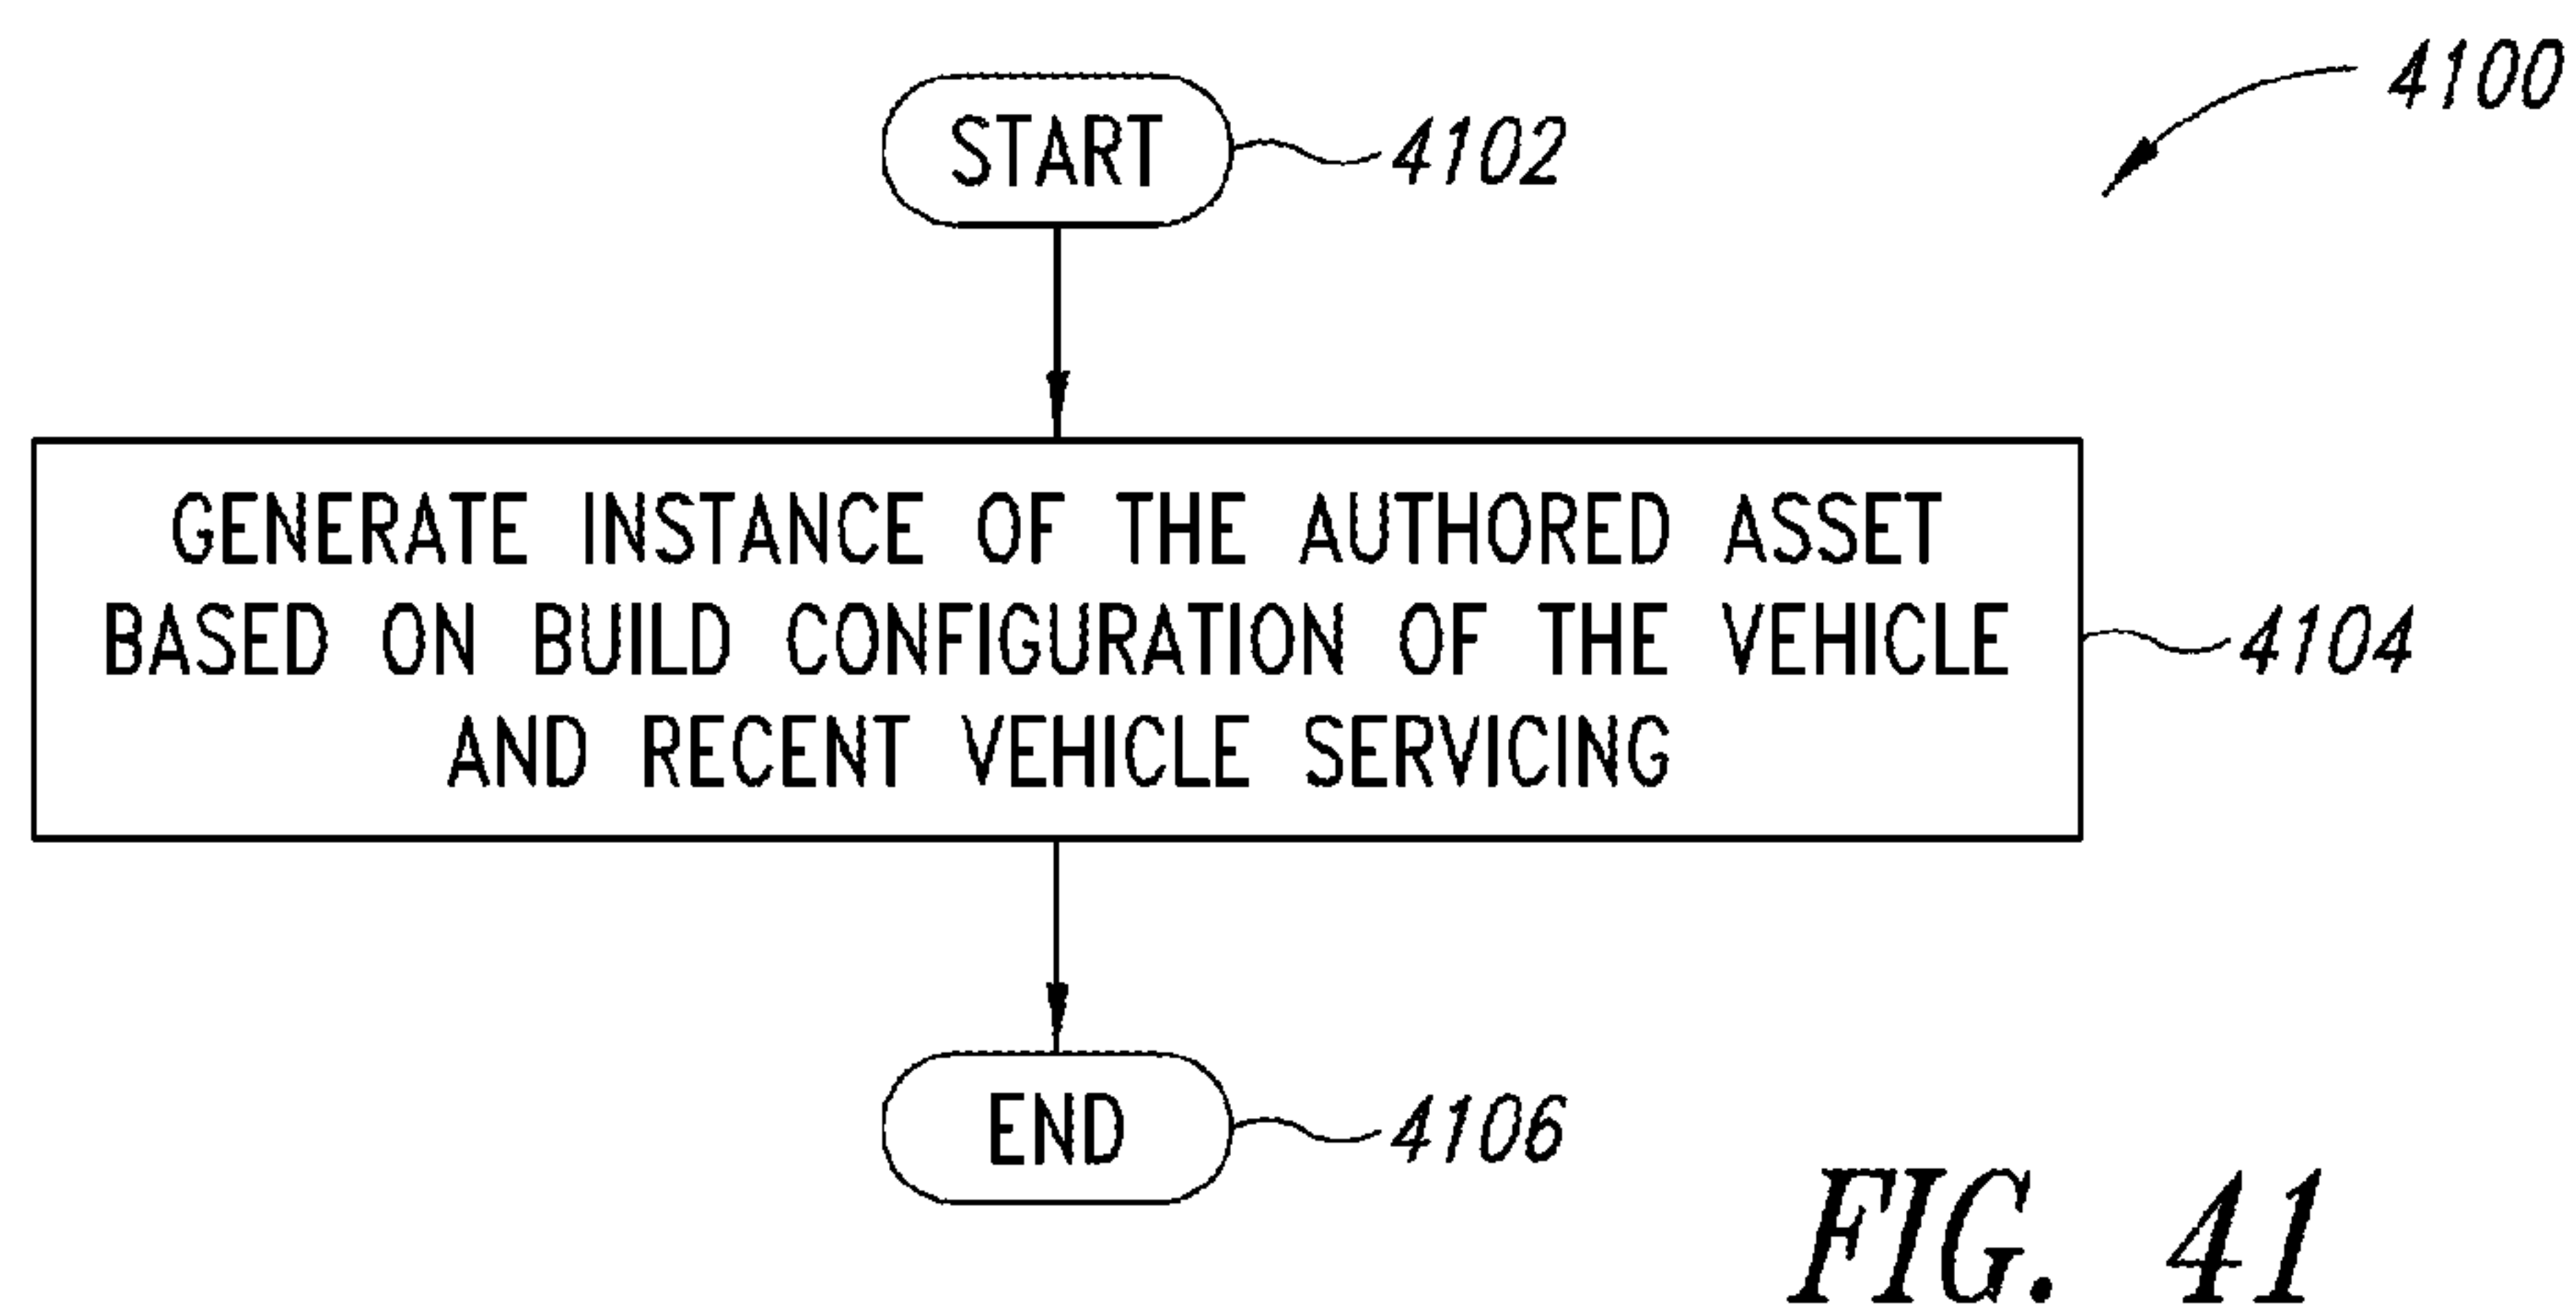 4100
START
4102
GENERATE INSTANCE OF THE AUTHORED ASSET
BASED ON BUILD CONFIGURATION OF THE VEHICLE
AND RECENT VEHICLE SERVICING
4104
END
4106
FIG. 41